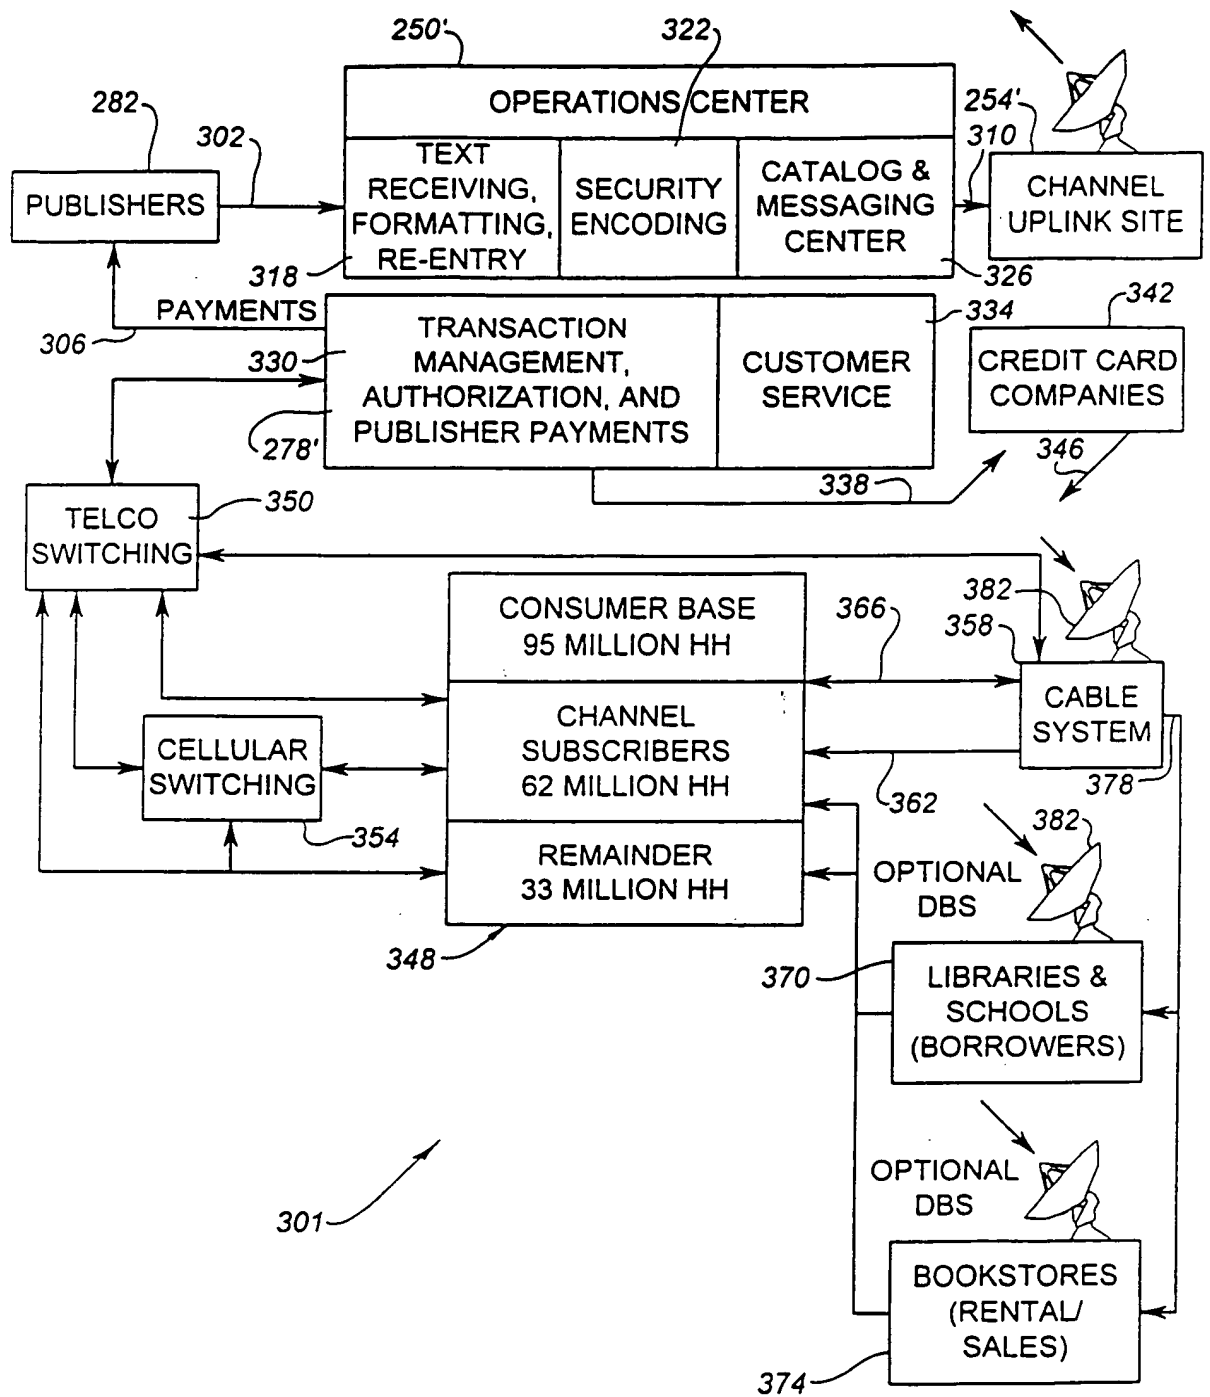 250'
322
282
302
OPERATIONS CENTER
254'
310
PUBLISHERS
TEXT
RECEIVING,
FORMATTING,
RE-ENTRY
318
SECURITY
ENCODING
CATALOG &
MESSAGING
CENTER
326
CHANNEL
UPLINK SITE
PAYMENTS
306
330
278'
TRANSACTION
MANAGEMENT,
AUTHORIZATION, AND
PUBLISHER PAYMENTS
334
CUSTOMER
SERVICE
342
CREDIT CARD
COMPANIES
346
338
350
TELCO
SWITCHING
CONSUMER BASE
95 MILLION HH
366
382
358
CABLE
SYSTEM
CHANNEL
SUBSCRIBERS
62 MILLION HH
CELLULAR
SWITCHING
354
362
378
REMAINDER
33 MILLION HH
348
382
OPTIONAL
DBS
370
LIBRARIES &
SCHOOLS
(BORROWERS)
301
OPTIONAL
DBS
BOOKSTORES
(RENTAL/
SALES)
374